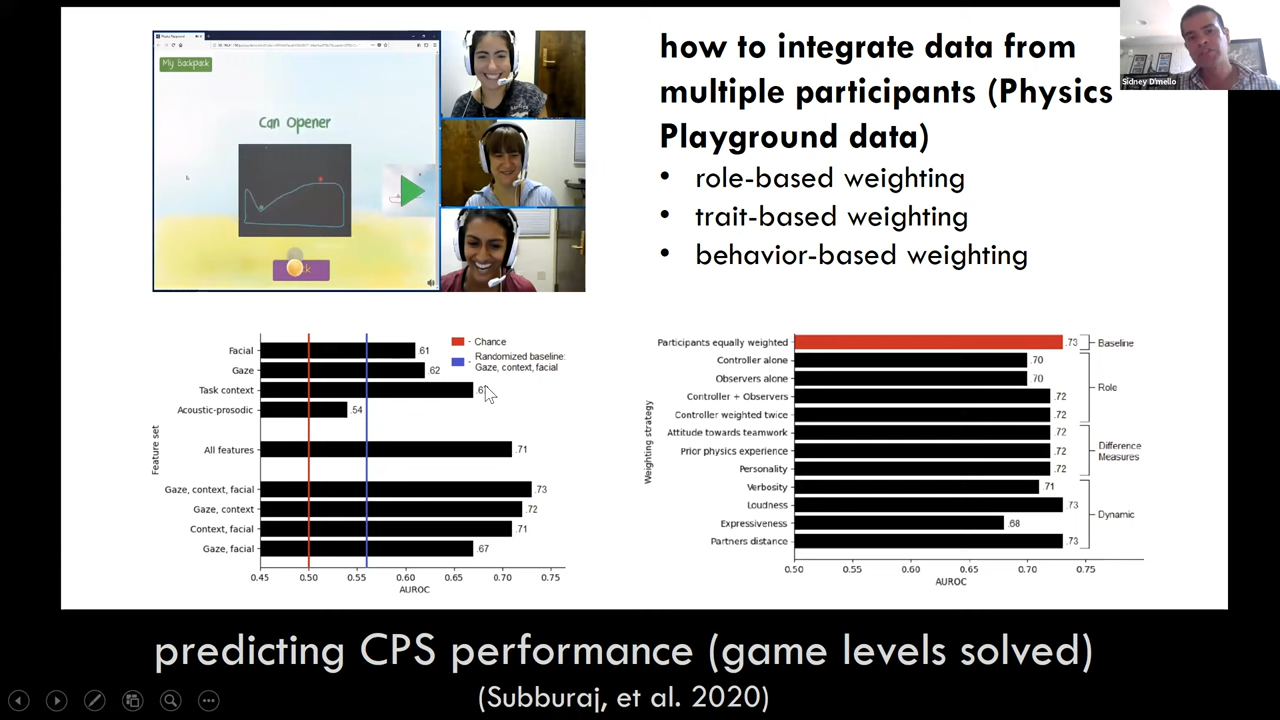 how to integrate data from
multiple participants (Physics
Playground data)
• role-based weighting
• trait-based weighting
• behavior-based weighting
Sidney D'mello
My Backpack
Can Opener
Facial
Gaze
Task context
Acoustic-prosodic
All features
Gaze, context, facial
Gaze, context
Context, facial
Gaze, facial
Feature set
.61
.62
.54
.71
.73
.72
.71
.67
- Chance
- Randomized baseline:
Gaze, context, facial
0.45 0.50 0.55 0.60 0.65 0.70 0.75
AUROC
Participants equally weighted .73 Baseline
Controller alone .70
Observers alone .70
Role
Controller + Observers .72
Controller weighted twice .72
Attitude towards teamwork .72
Prior physics experience .72
Personality .72
Difference
Measures
Verbosity .71
Loudness .73
Expressiveness .68
Partners distance .73
Dynamic
Weighting strategy
0.50 0.55 0.60 0.65 0.70 0.75
AUROC
predicting CPS performance (game levels solved)
(Subburaj, et al. 2020)